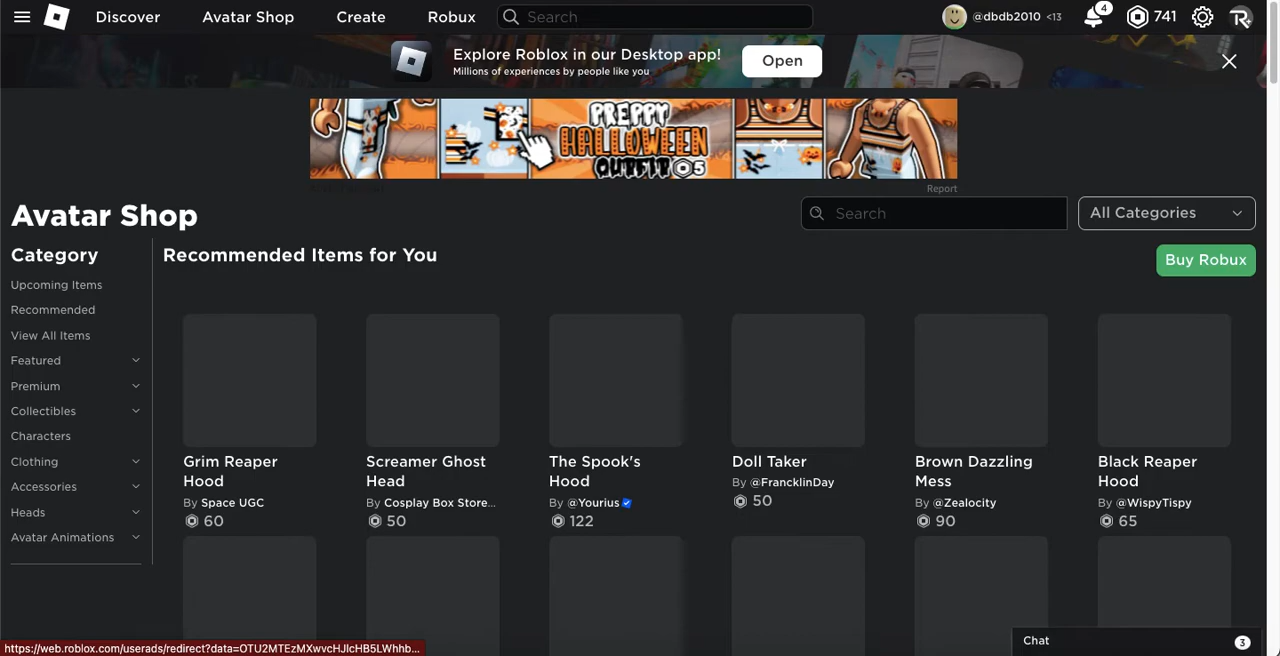 Discover Avatar Shop Create Robux Search @dbdb2010 <13 4 741
Explore Roblox in our Desktop app!
Millions of experiences by people like you
Open
PREPPY
HALLOWEEN
OUTFIT 5
Report
Avatar Shop
Search
All Categories
Category
Upcoming Items
Recommended
View All Items
Featured
Premium
Collectibles
Characters
Clothing
Accessories
Heads
Avatar Animations
Recommended Items for You
Buy Robux
Grim Reaper
Hood
By Space UGC
60
Screamer Ghost
Head
By Cosplay Box Store...
50
The Spook's
Hood
By @Yourius
122
Doll Taker
By @FrancklinDay
50
Brown Dazzling
Mess
By @Zealocity
90
Black Reaper
Hood
By @WispyTispy
65
Chat 3
https://web.roblox.com/userads/redirect?data=OTU2MTEzMXwvcHJlcHB5LWhhb...